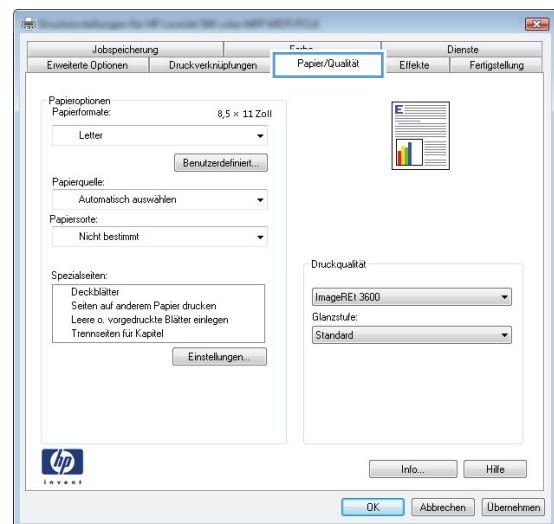 Jobspeicherung Farbe Dienste
Erweiterte Optionen Druckverknüpfungen Papier/Qualität Effekte Fertigstellung
Papieroptionen
Papierformate: 8,5 × 11 Zoll
Letter
Benutzerdefiniert...
Papierquelle:
Automatisch auswählen
Papiersorte:
Nicht bestimmt
Spezialseiten:
Deckblätter
Seiten auf anderem Papier drucken
Leere o. vorgedruckte Blätter einlegen
Trennseiten für Kapitel
Einstellungen...
E
Druckqualität
ImageREt 3600
Glanzstufe:
Standard
hp
invent
Info... Hilfe
OK Abbrechen Übernehmen